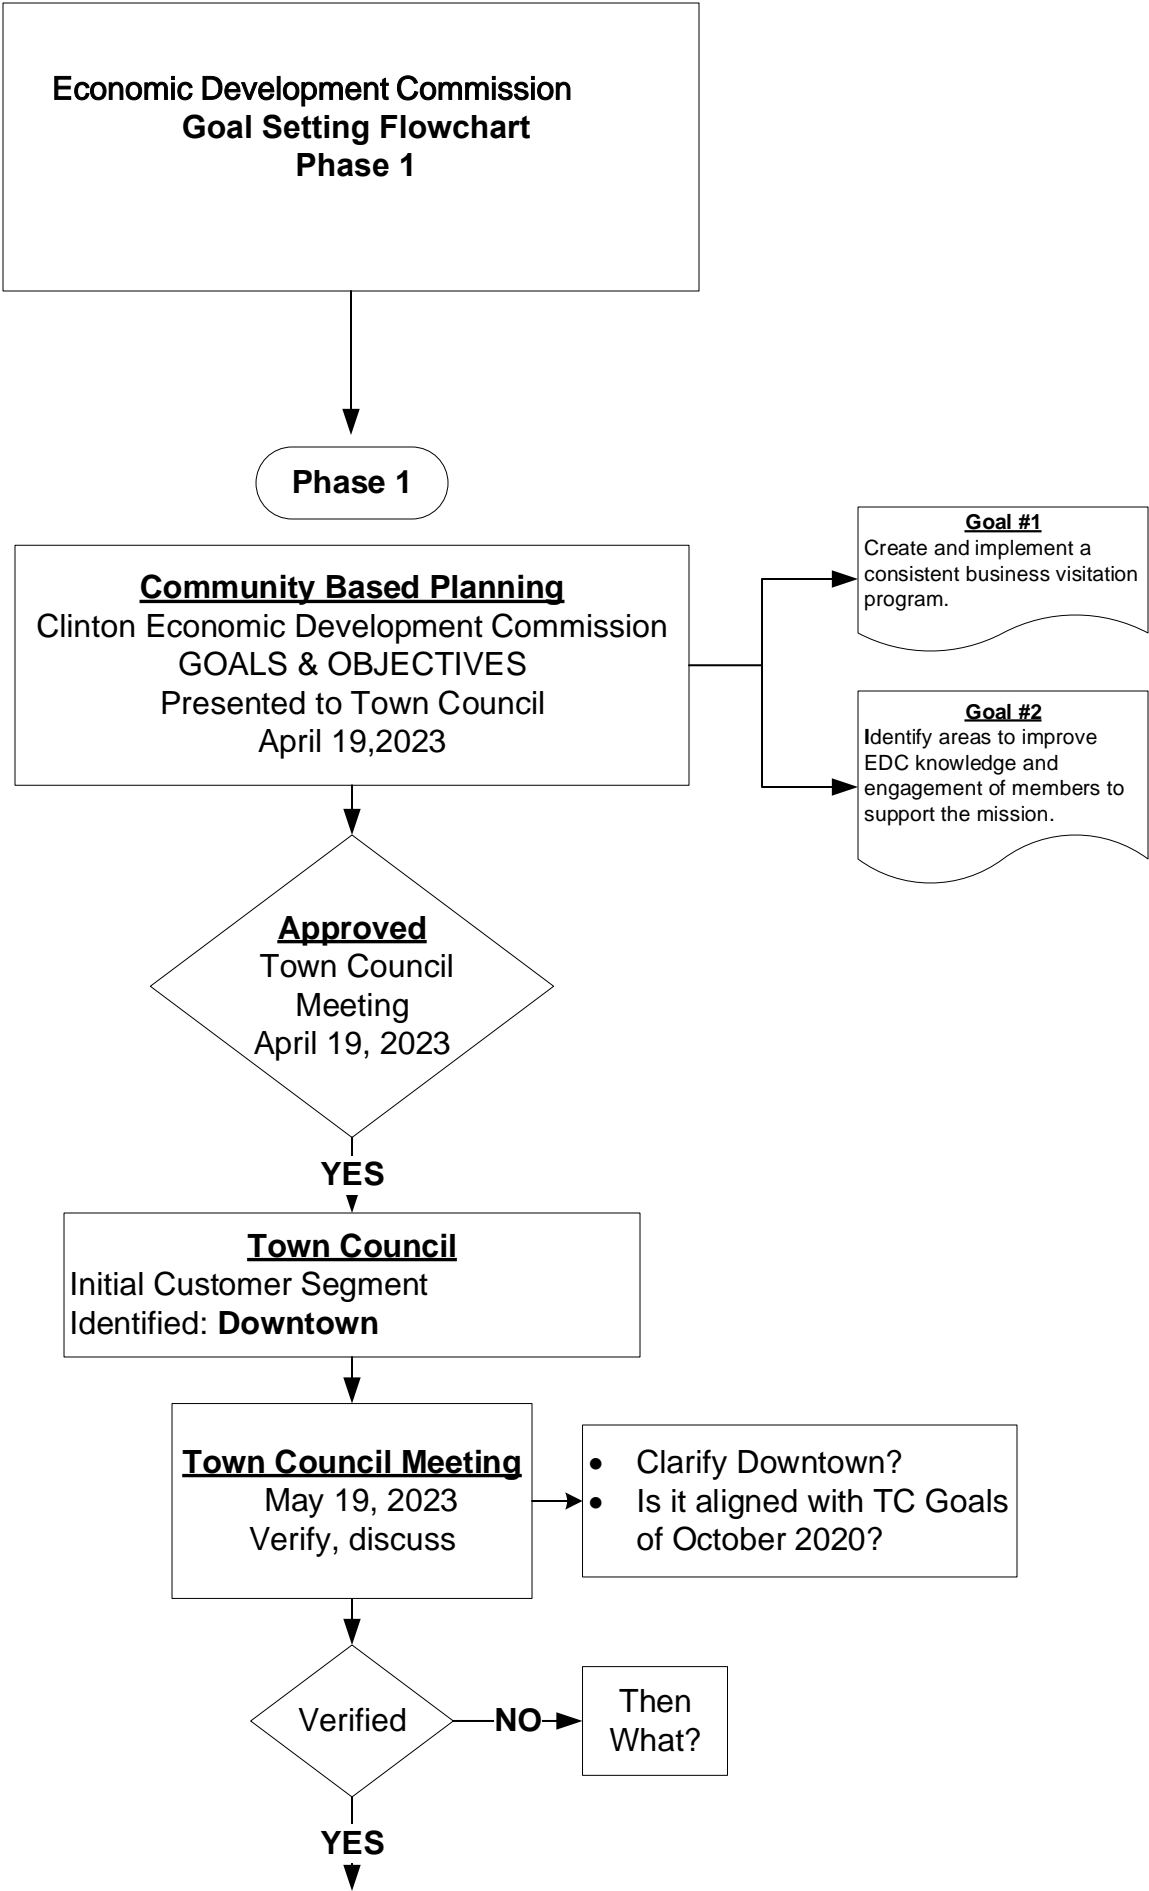 Economic Development Commission
Goal Setting Flowchart
Phase 1
Phase 1
Community Based Planning
Clinton Economic Development Commission
GOALS & OBJECTIVES
Presented to Town Council
April 19,2023
Goal #1
Create and implement a
consistent business visitation
program.
Goal #2
Identify areas to improve
EDC knowledge and
engagement of members to
support the mission.
Approved
Town Council
Meeting
April 19, 2023
YES
Town Council
Initial Customer Segment
Identified: Downtown
Town Council Meeting
May 19, 2023
Verify, discuss
• Clarify Downtown?
• Is it aligned with TC Goals
of October 2020?
Verified
NO
Then
What?
YES